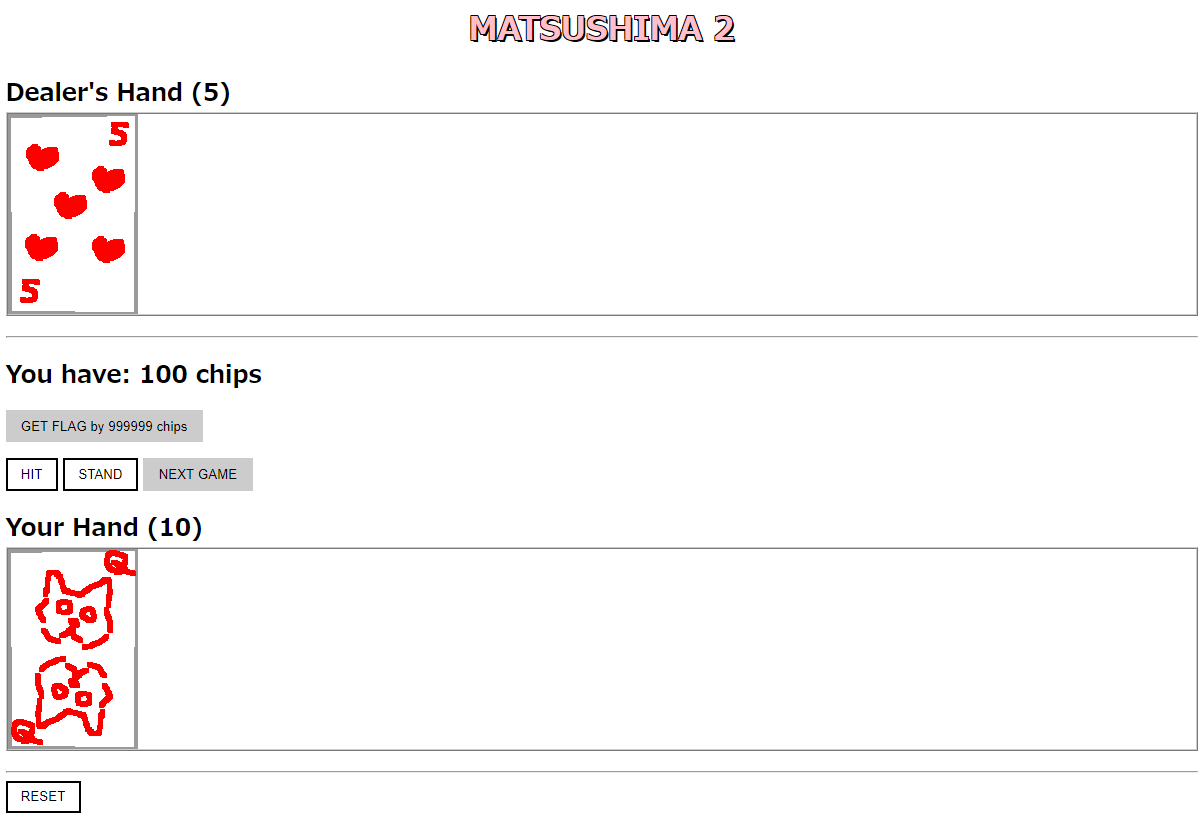 MATSUSHIMA 2
Dealer's Hand (5)
5
5
You have: 100 chips
GET FLAG by 999999 chips
HIT STAND NEXT GAME
Your Hand (10)
Q
Q
RESET